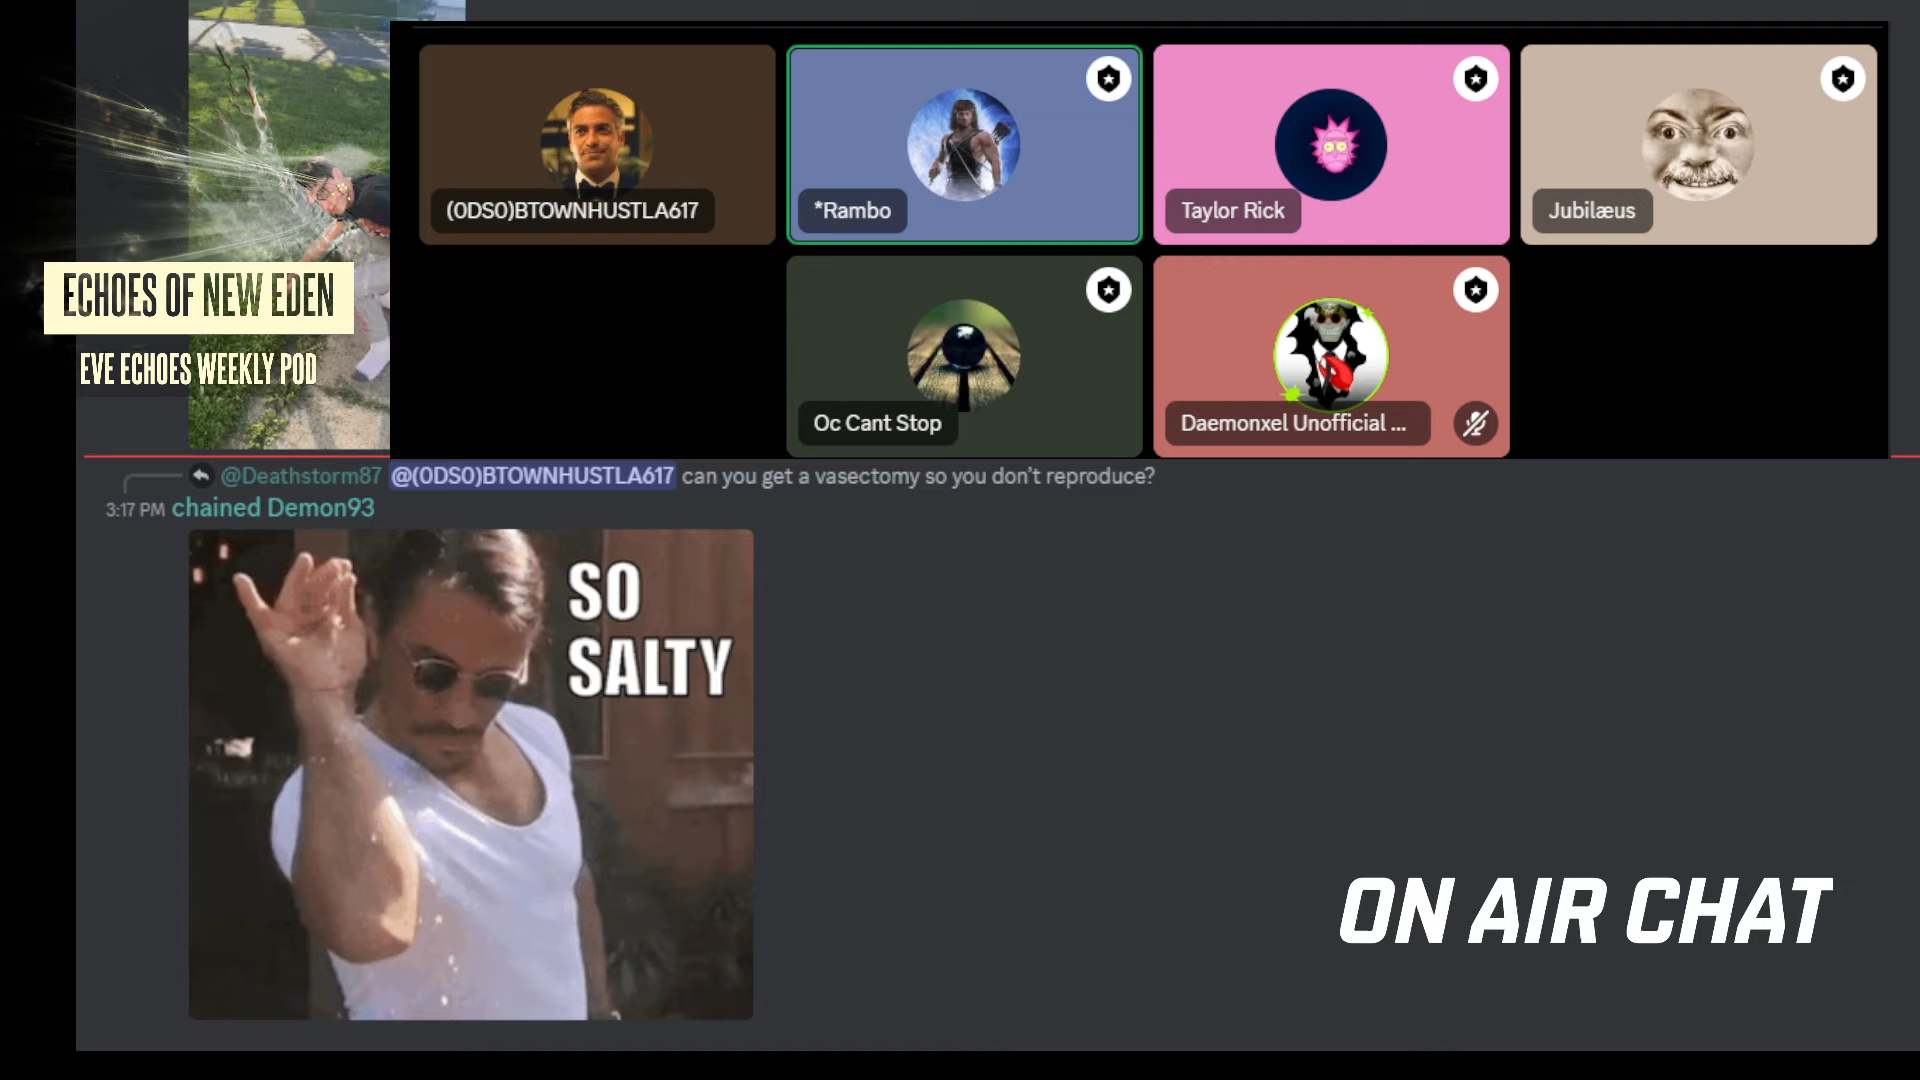 (0DS0)BTOWNHUSTLA617
*Rambo
Taylor Rick
Jubilæus
ECHOES OF NEW EDEN
EVE ECHOES WEEKLY POD
Oc Cant Stop
Daemonxel Unofficial ...
@Deathstorm87 @(0DS0)BTOWNHUSTLA617 can you get a vasectomy so you don't reproduce?
3:17 PM chained Demon93
SO
SALTY
ON AIR CHAT